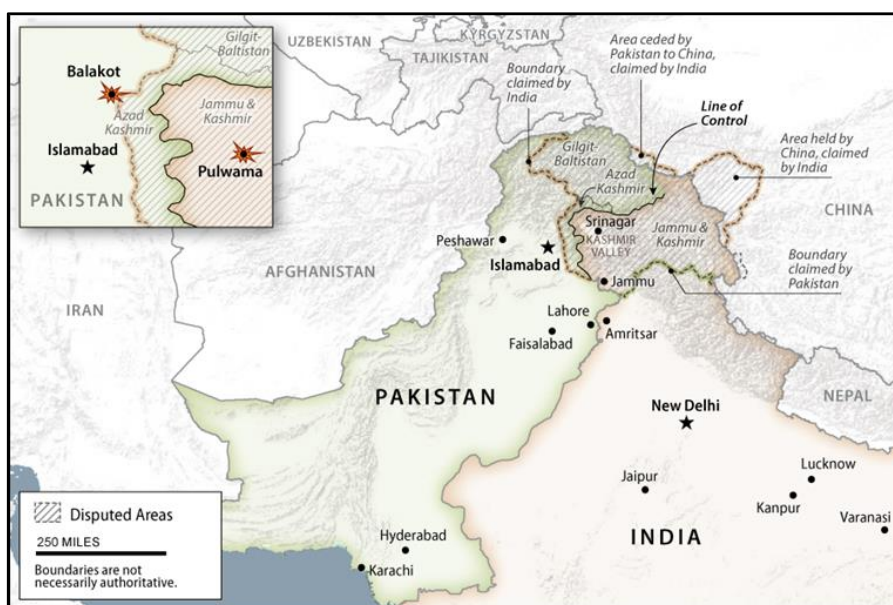 Gilgit-
Baltistan
Balakot
Azad
Kashmir
Jammu &
Kashmir
Islamabad
Pulwama
PAKISTAN
UZBEKISTAN
KYRGYZSTAN
TAJIKISTAN
Boundary
claimed by
India
Area ceded by
Pakistan to China,
claimed by India
Line of
Control
Area held by
China, claimed
by India
Gilgit-
Baltistan
Azad
Kashmir
CHINA
Srinagar
KASHMIR
VALLEY
Jammu &
Kashmir
Peshawar
Islamabad
AFGHANISTAN
Boundary
claimed by
Pakistan
Jammu
IRAN
Lahore
Amritsar
Faisalabad
PAKISTAN
NEPAL
New Delhi
Lucknow
Jaipur
Kanpur
Varanasi
INDIA
Hyderabad
Karachi
Disputed Areas
250 MILES
Boundaries are not
necessarily authoritative.